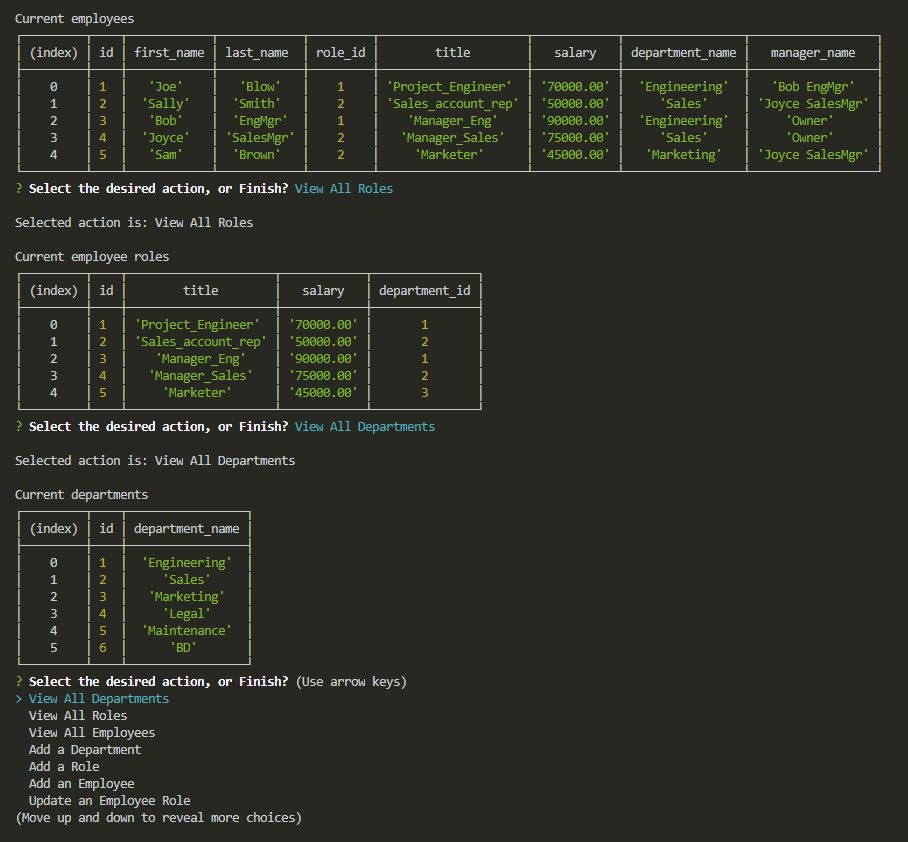 Current employees
(index) id first_name last_name role_id title salary department_name manager_name
0 1 'Joe' 'Blow' 1 'Project_Engineer' '70000.00' 'Engineering' 'Bob EngMgr'
1 2 'Sally' 'Smith' 2 'Sales_account_rep' '50000.00' 'Sales' 'Joyce SalesMgr'
2 3 'Bob' 'EngMgr' 1 'Manager_Eng' '90000.00' 'Engineering' 'Owner'
3 4 'Joyce' 'SalesMgr' 2 'Manager_Sales' '75000.00' 'Sales' 'Owner'
4 5 'Sam' 'Brown' 2 'Marketer' '45000.00' 'Marketing' 'Joyce SalesMgr'
? Select the desired action, or Finish? View All Roles
Selected action is: View All Roles
Current employee roles
(index) id title salary department_id
0 1 'Project_Engineer' '70000.00' 1
1 2 'Sales_account_rep' '50000.00' 2
2 3 'Manager_Eng' '90000.00' 1
3 4 'Manager_Sales' '75000.00' 2
4 5 'Marketer' '45000.00' 3
? Select the desired action, or Finish? View All Departments
Selected action is: View All Departments
Current departments
(index) id department_name
0 1 'Engineering'
1 2 'Sales'
2 3 'Marketing'
3 4 'Legal'
4 5 'Maintenance'
5 6 'BD'
? Select the desired action, or Finish? (Use arrow keys)
> View All Departments
View All Roles
View All Employees
Add a Department
Add a Role
Add an Employee
Update an Employee Role
(Move up and down to reveal more choices)